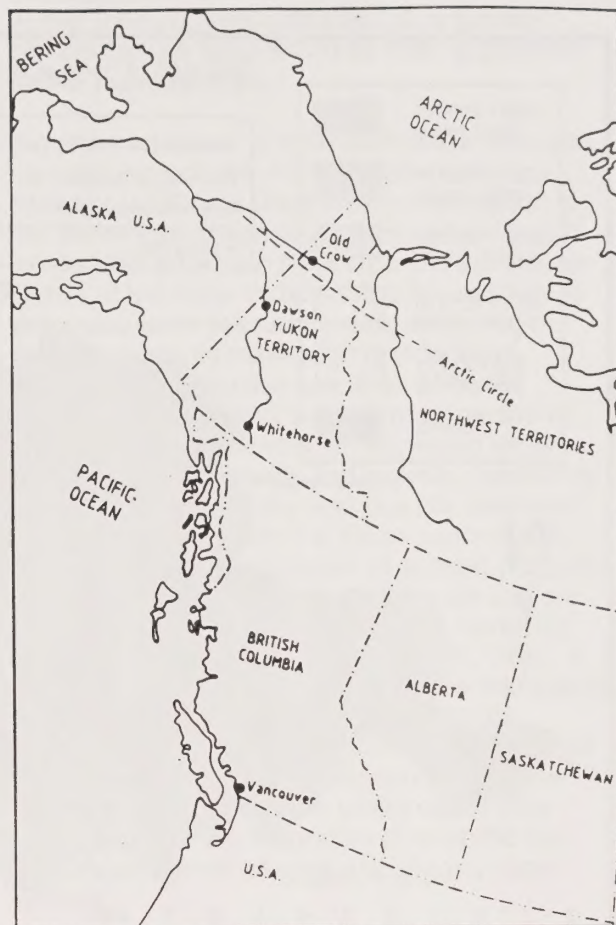 BERING
SEA
ARCTIC
OCEAN
ALASKA U.S.A.
Old
Crow
Dawson
YUKON
TERRITORY
Arctic Circle
NORTHWEST TERRITORIES
Whitehorse
PACIFIC
OCEAN
BRITISH
COLUMBIA
ALBERTA
SASKATCHEWAN
Vancouver
U.S.A.